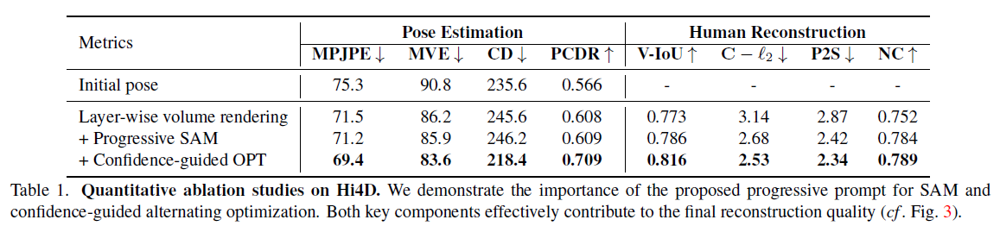 Metrics Pose Estimation Human Reconstruction
MPJPE ↓ MVE ↓ CD ↓ PCDR ↑ V-IoU ↑ C − ℓ2 ↓ P2S ↓ NC ↑
Initial pose 75.3 90.8 235.6 0.566 - - - -
Layer-wise volume rendering 71.5 86.2 245.6 0.608 0.773 3.14 2.87 0.752
+ Progressive SAM 71.2 85.9 246.2 0.609 0.786 2.68 2.42 0.784
+ Confidence-guided OPT 69.4 83.6 218.4 0.709 0.816 2.53 2.34 0.789
Table 1. Quantitative ablation studies on Hi4D. We demonstrate the importance of the proposed progressive prompt for SAM and
confidence-guided alternating optimization. Both key components effectively contribute to the final reconstruction quality (cf. Fig. 3).